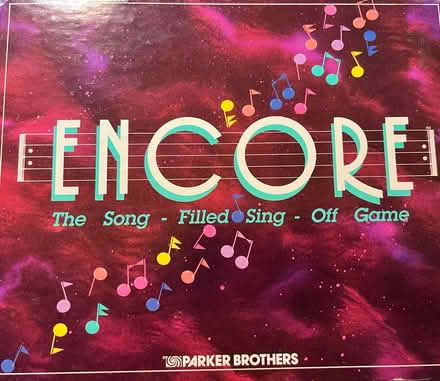 ENCORE
The Song - Filled Sing - Off Game
PARKER BROTHERS